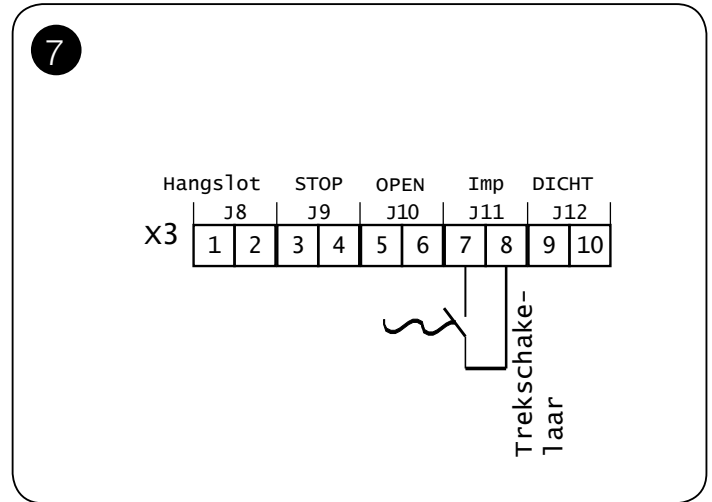 7
Hangslot STOP OPEN Imp DICHT
J8 J9 J10 J11 J12
X3 1 2 3 4 5 6 7 8 9 10
Trekschake-
laar